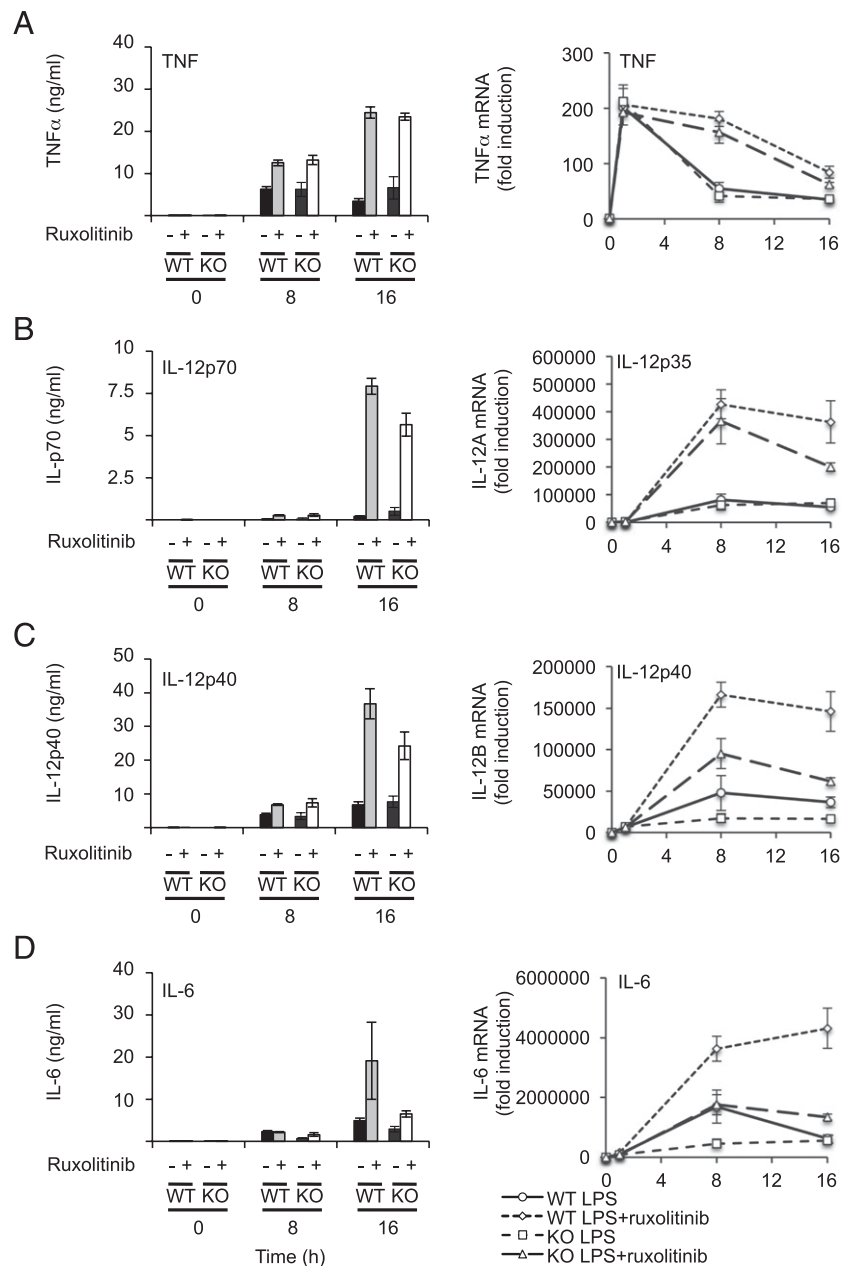 A
TNFα (ng/ml)
40
30
20
10
TNF
Ruxolitinib - + - + - + - + - + - +
WT KO WT KO WT KO
0 8 16
TNFα mRNA
(fold induction)
300
200
100
0
TNF
0 4 8 12 16
B
IL-p70 (ng/ml)
10
7.5
5
2.5
IL-12p70
Ruxolitinib - + - + - + - + - + - +
WT KO WT KO WT KO
0 8 16
IL-12A mRNA
(fold induction)
600000
500000
400000
300000
200000
100000
0
IL-12p35
0 4 8 12 16
C
IL-12p40 (ng/ml)
50
40
30
20
10
IL-12p40
Ruxolitinib - + - + - + - + - + - +
WT KO WT KO WT KO
0 8 16
IL-12B mRNA
(fold induction)
200000
150000
100000
50000
0
IL-12p40
0 4 8 12 16
D
IL-6 (ng/ml)
40
30
20
10
IL-6
Ruxolitinib - + - + - + - + - + - +
WT KO WT KO WT KO
0 8 16
Time (h)
IL-6 mRNA
(fold induction)
6000000
4000000
2000000
0
IL-6
0 4 8 12 16
WT LPS
WT LPS+ruxolitinib
KO LPS
KO LPS+ruxolitinib